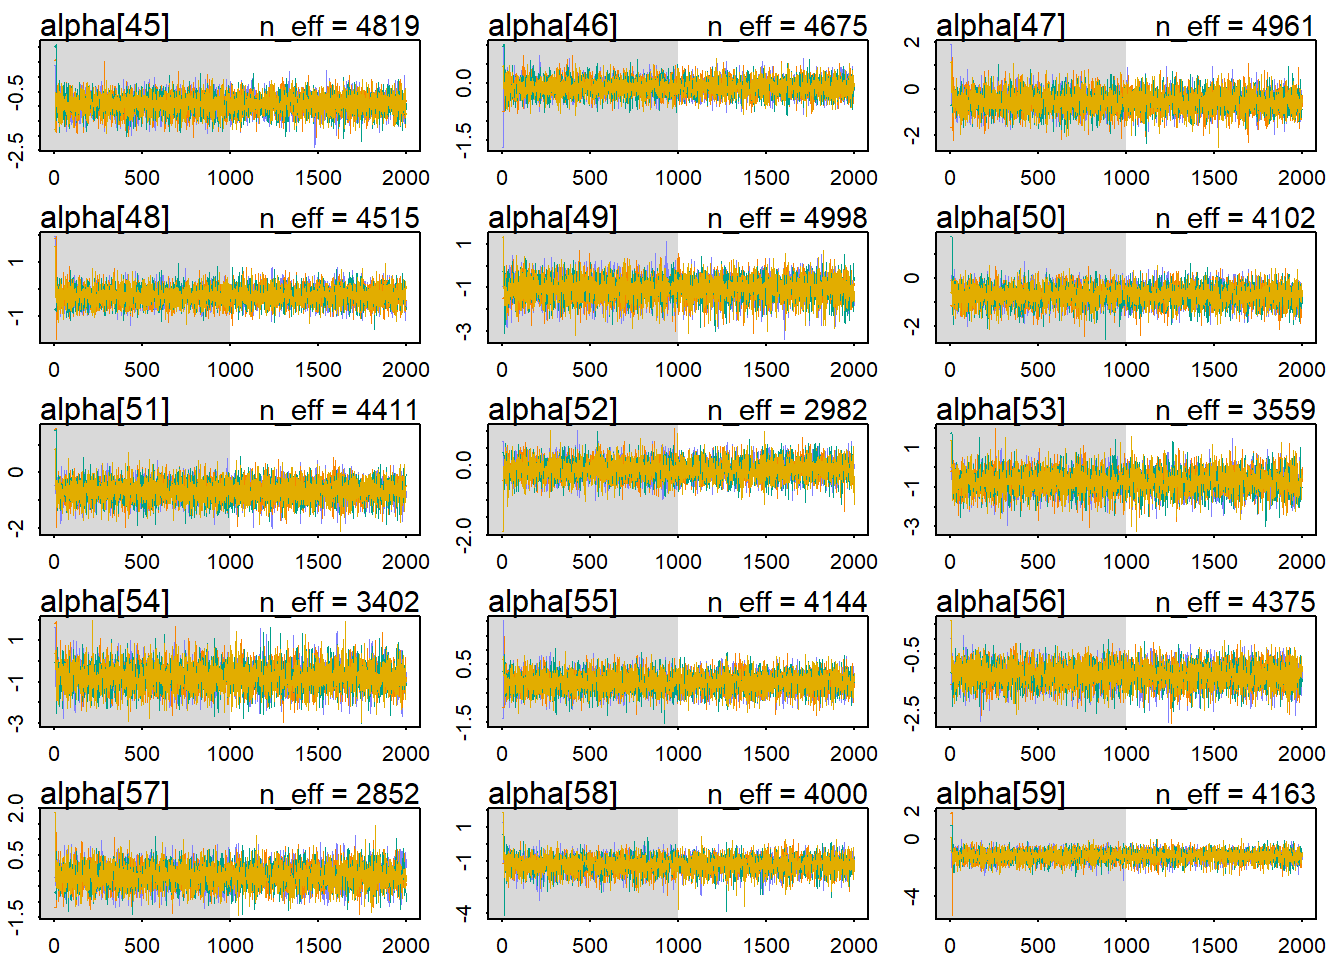 alpha[45] n_eff = 4819 alpha[46] n_eff = 4675 alpha[47] n_eff = 4961
-0.5 -2.5 0.0 -1.5 2 0 -2
0 500 1000 1500 2000 0 500 1000 1500 2000 0 500 1000 1500 2000
alpha[48] n_eff = 4515 alpha[49] n_eff = 4998 alpha[50] n_eff = 4102
1 -1 1 -1 -3 0 -2
0 500 1000 1500 2000 0 500 1000 1500 2000 0 500 1000 1500 2000
alpha[51] n_eff = 4411 alpha[52] n_eff = 2982 alpha[53] n_eff = 3559
0 -2 0.0 -2.0 1 -1 -3
0 500 1000 1500 2000 0 500 1000 1500 2000 0 500 1000 1500 2000
alpha[54] n_eff = 3402 alpha[55] n_eff = 4144 alpha[56] n_eff = 4375
1 -1 -3 0.5 -1.5 -0.5 -2.5
0 500 1000 1500 2000 0 500 1000 1500 2000 0 500 1000 1500 2000
alpha[57] n_eff = 2852 alpha[58] n_eff = 4000 alpha[59] n_eff = 4163
2.0 0.5 -1.5 1 -1 -4 2 0 -4
0 500 1000 1500 2000 0 500 1000 1500 2000 0 500 1000 1500 2000